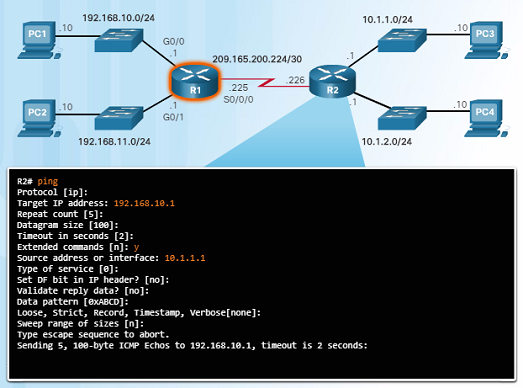 192.168.10.0/24
10.1.1.0/24
PC1
.10
G0/0
.1
209.165.200.224/30
.1
.10
PC3
R1
.225
S0/0/0
.226
R2
PC2
.10
.1
G0/1
.1
.10
PC4
192.168.11.0/24
10.1.2.0/24
R2# ping
Protocol [ip]:
Target IP address: 192.168.10.1
Repeat count [5]:
Datagram size [100]:
Timeout in seconds [2]:
Extended commands [n]: y
Source address or interface: 10.1.1.1
Type of service [0]:
Set DF bit in IP header? [no]:
Validate reply data? [no]:
Data pattern [0xABCD]:
Loose, Strict, Record, Timestamp, Verbose[none]:
Sweep range of sizes [n]:
Type escape sequence to abort.
Sending 5, 100-byte ICMP Echos to 192.168.10.1, timeout is 2 seconds: